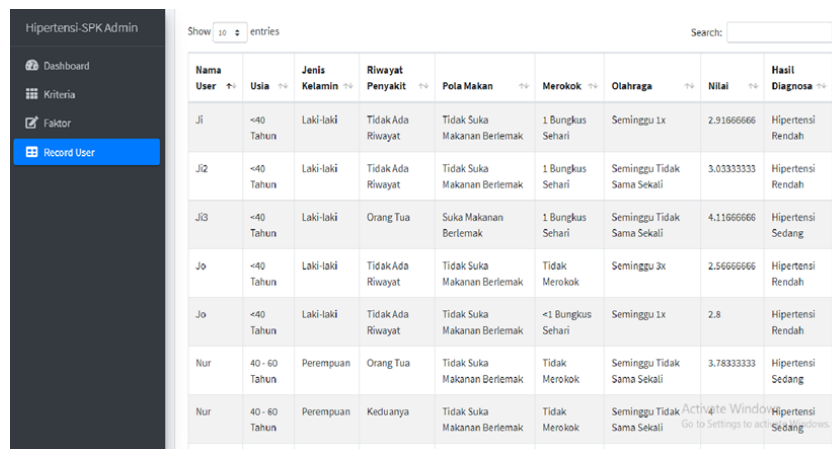 Hipertensi-SPK Admin
Dashboard
Kriteria
Faktor
Record User
Show 10 entries
Search:
Nama User Usia Jenis Kelamin Riwayat Penyakit Pola Makan Merokok Olahraga Nilai Hasil Diagnosa
Ji <40 Tahun Laki-laki Tidak Ada Riwayat Tidak Suka Makanan Berlemak 1 Bungkus Sehari Seminggu 1x 2.91666666 Hipertensi Rendah
Ji2 <40 Tahun Laki-laki Tidak Ada Riwayat Tidak Suka Makanan Berlemak 1 Bungkus Sehari Seminggu Tidak Sama Sekali 3.03333333 Hipertensi Rendah
Ji3 <40 Tahun Laki-laki Orang Tua Suka Makanan Berlemak 1 Bungkus Sehari Seminggu Tidak Sama Sekali 4.11666666 Hipertensi Sedang
Jo <40 Tahun Laki-laki Tidak Ada Riwayat Tidak Suka Makanan Berlemak Tidak Merokok Seminggu 3x 2.56666666 Hipertensi Rendah
Jo <40 Tahun Laki-laki Tidak Ada Riwayat Tidak Suka Makanan Berlemak <1 Bungkus Sehari Seminggu 1x 2.8 Hipertensi Rendah
Nur 40 - 60 Tahun Perempuan Orang Tua Tidak Suka Makanan Berlemak Tidak Merokok Seminggu Tidak Sama Sekali 3.78333333 Hipertensi Sedang
Nur 40 - 60 Tahun Perempuan Keduanya Tidak Suka Makanan Berlemak Tidak Merokok Seminggu Tidak Sama Sekali 4 Hipertensi Sedang
Activate Windows
Go to Settings to activate Windows.